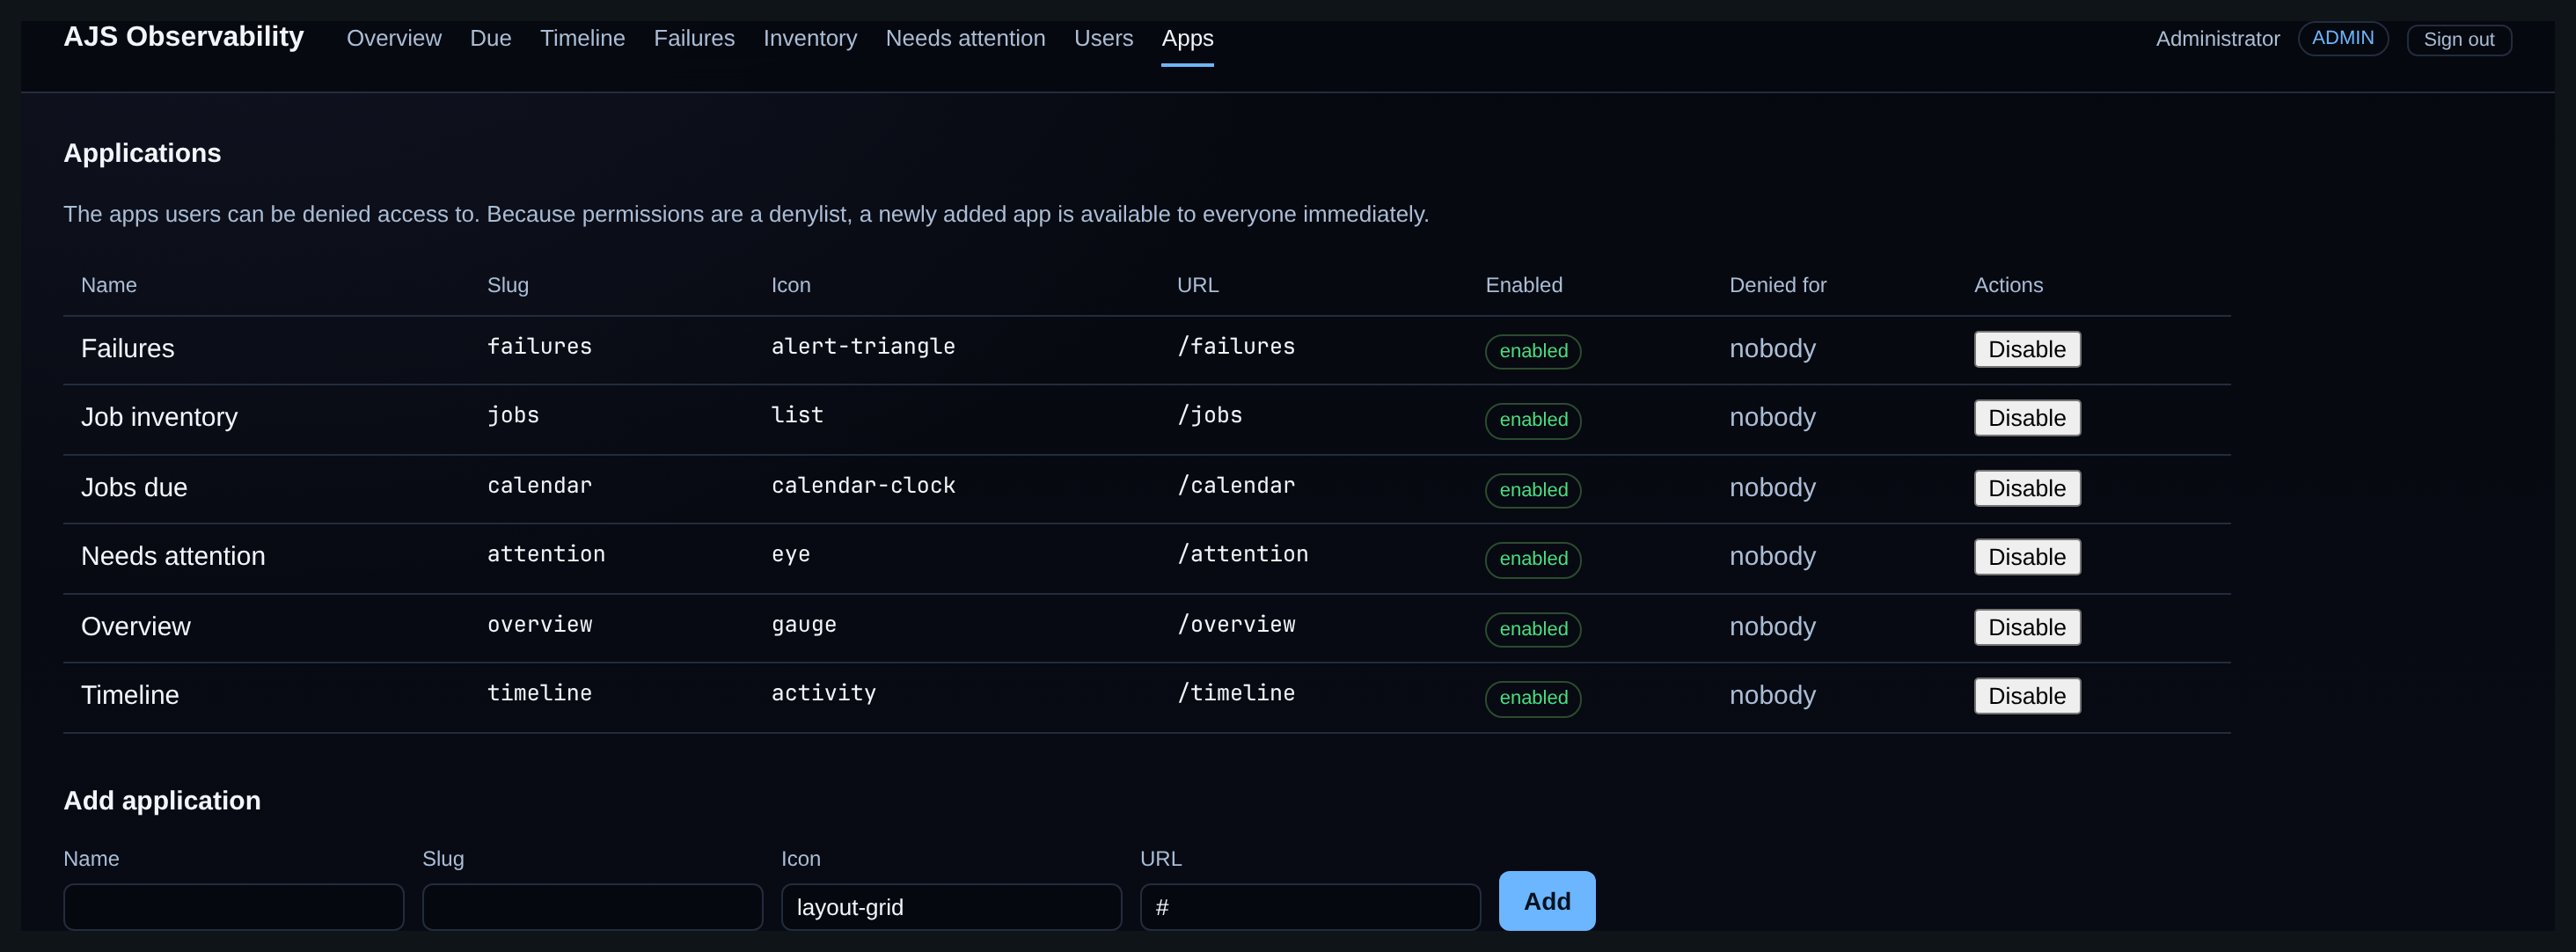 AJS Observability Overview Due Timeline Failures Inventory Needs attention Users Apps Administrator ADMIN Sign out
Applications
The apps users can be denied access to. Because permissions are a denylist, a newly added app is available to everyone immediately.
Name Slug Icon URL Enabled Denied for Actions
Failures failures alert-triangle /failures enabled nobody Disable
Job inventory jobs list /jobs enabled nobody Disable
Jobs due calendar calendar-clock /calendar enabled nobody Disable
Needs attention attention eye /attention enabled nobody Disable
Overview overview gauge /overview enabled nobody Disable
Timeline timeline activity /timeline enabled nobody Disable
Add application
Name Slug Icon URL
layout-grid # Add